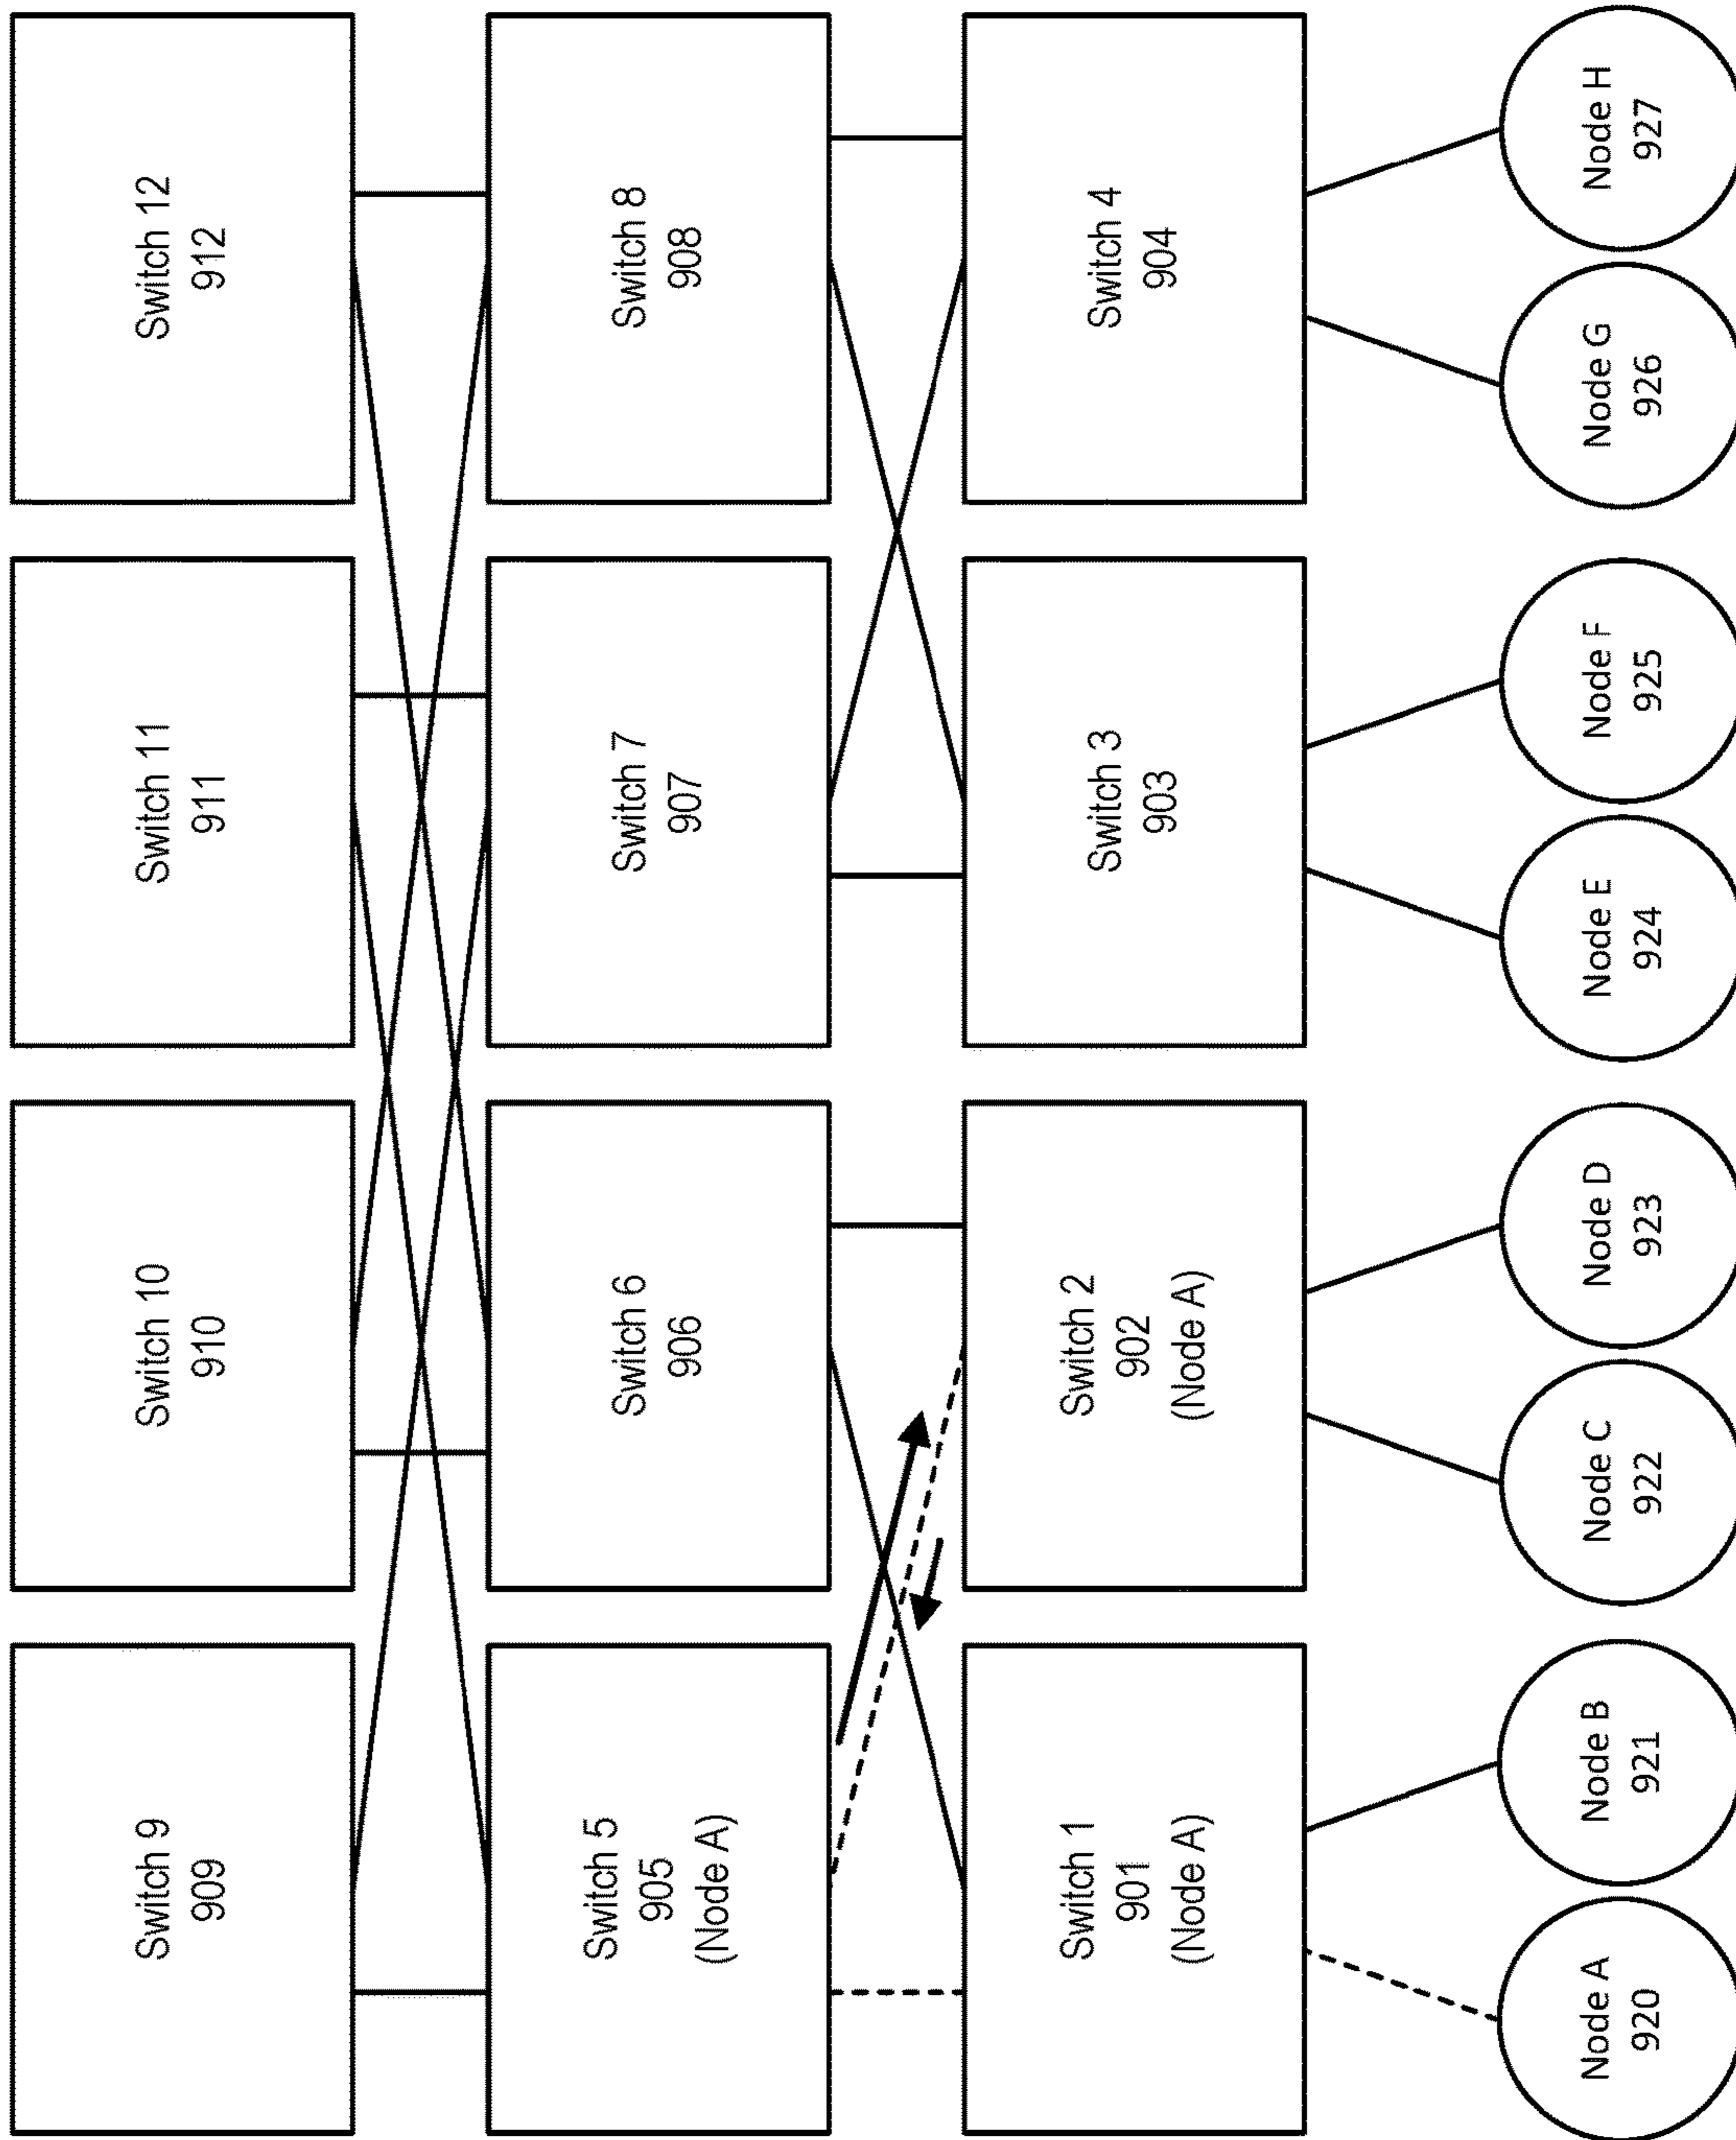 Switch 9
909
Switch 10
910
Switch 11
911
Switch 12
912
Switch 5
905
(Node A)
Switch 6
906
Switch 7
907
Switch 8
908
Switch 1
901
(Node A)
Switch 2
902
(Node A)
Switch 3
903
Switch 4
904
Node A
920
Node B
921
Node C
922
Node D
923
Node E
924
Node F
925
Node G
926
Node H
927